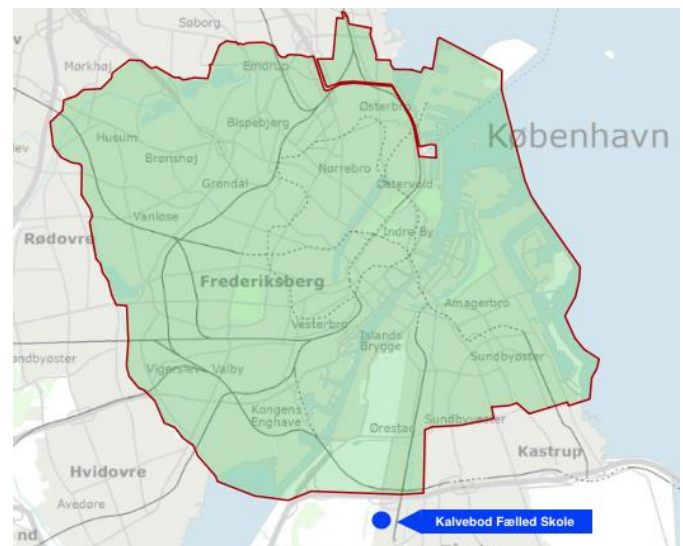 Søborg
Mørkhøj
Emdrup
Husum
Bispebjerg
Østerbro
København
Brønshøj
Nørrebro
Grøndal
Østervold
Vanløse
Rødovre
Indre By
Frederiksberg
Amagerbro
Vesterbro
Islands
Brygge
Sundbyøster
Vigerslev
Valby
Kongens
Enghave
Ørestad
Sundbyvester
Kastrup
Hvidovre
Avedøre
Kalvebod Fælled Skole